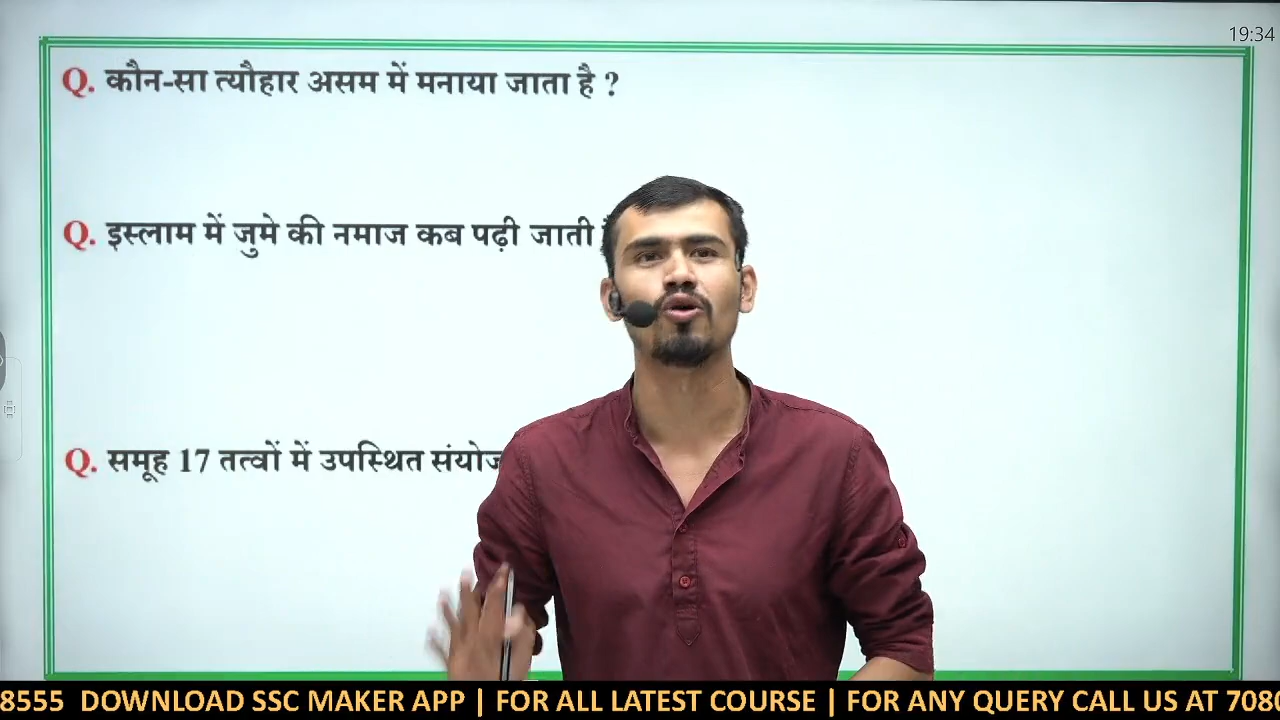 19:34
Q. कौन-सा त्यौहार असम में मनाया जाता है ?
Q. इस्लाम में जुमे की नमाज कब पढ़ी जाती
Q. समूह 17 तत्वों में उपस्थित
8555 DOWNLOAD SSC MAKER APP | FOR ALL LATEST COURSE | FOR ANY QUERY CALL US AT 708